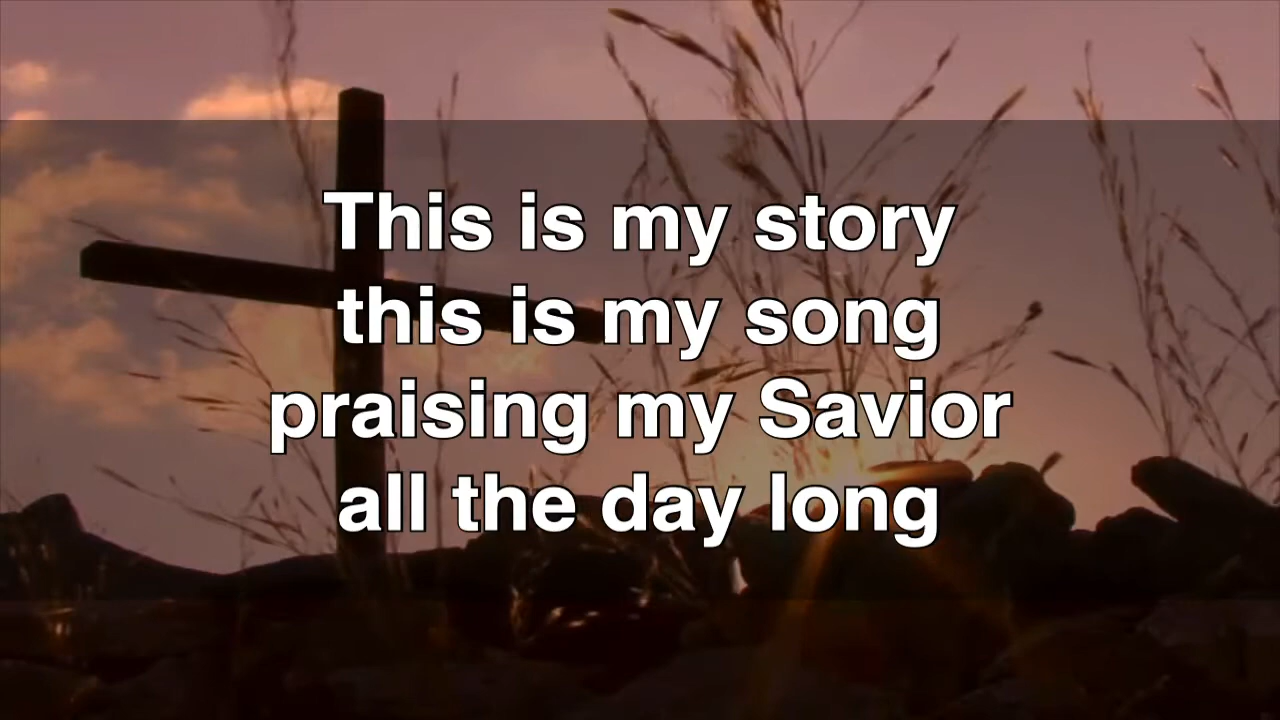 This is my story
this is my song
praising my Savior
all the day long